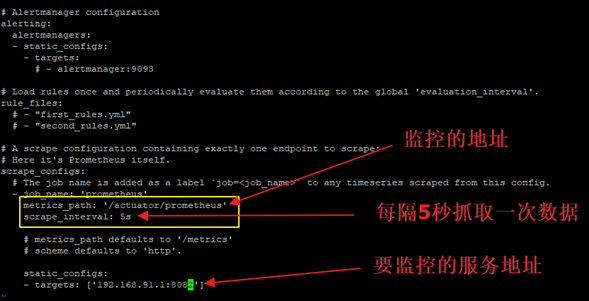 # Alertmanager configuration
alerting:
  alertmanagers:
  - static_configs:
    - targets:
      # - alertmanager:9093
# Load rules once and periodically evaluate them according to the global 'evaluation_interval'.
rule_files:
  # - "first_rules.yml"
  # - "second_rules.yml"
# A scrape configuration containing exactly one endpoint to scrape:
监控的地址
# Here it's Prometheus itself.
scrape_configs:
  # The job name is added as a label `job=<job_name>` to any timeseries scraped from this config.
  - job_name: 'prometheus'
    metrics_path: '/actuator/prometheus'
    scrape_interval: 5s
每隔5秒抓取一次数据
    # metrics_path defaults to '/metrics'
    # scheme defaults to 'http'.
要监控的服务地址
    static_configs:
    - targets: ['192.168.91.1:8082']
~